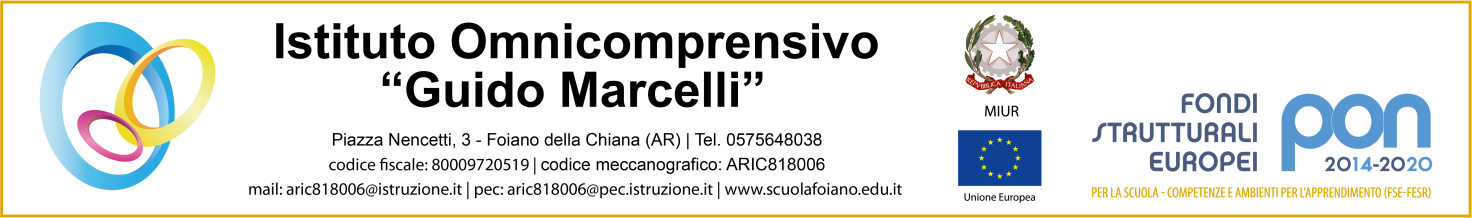 Istituto Omnicomprensivo
“Guido Marcelli”
Piazza Nencetti, 3 - Foiano della Chiana (AR) | Tel. 0575648038
codice fiscale: 80009720519 | codice meccanografico: ARIC818006
mail: aric818006@istruzione.it | pec: aric818006@pec.istruzione.it | www.scuolafoiano.edu.it
REPVBBLICA ITALIANA
MIUR
Unione Europea
FONDI
STRUTTURALI
EUROPEI
pon
2014-2020
PER LA SCUOLA - COMPETENZE E AMBIENTI PER L'APPRENDIMENTO (FSE-FESR)